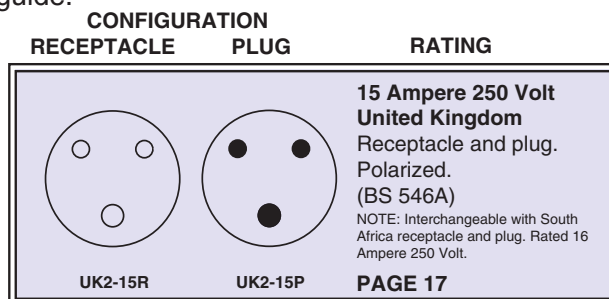 guide.
CONFIGURATION
RECEPTACLE PLUG RATING
15 Ampere 250 Volt
United Kingdom
Receptacle and plug.
Polarized.
(BS 546A)
NOTE: Interchangeable with South
Africa receptacle and plug. Rated 16
Ampere 250 Volt.
UK2-15R UK2-15P PAGE 17